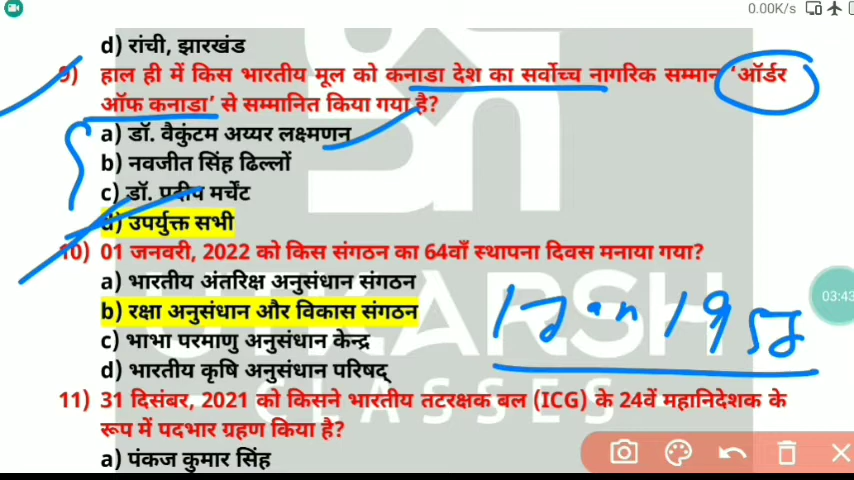 0.00K/s
d) रांची, झारखंड
9) हाल ही में किस भारतीय मूल को कनाडा देश का सर्वोच्च नागरिक सम्मान ‘ऑर्डर
ऑफ कनाडा’ से सम्मानित किया गया है?
a) डॉ. वैकुंटम अय्यर लक्ष्मणन
b) नवजीत सिंह ढिल्लों
c) डॉ. प्रदीप मर्चेंट
d) उपर्युक्त सभी
10) 01 जनवरी, 2022 को किस संगठन का 64वाँ स्थापना दिवस मनाया गया?
a) भारतीय अंतरिक्ष अनुसंधान संगठन
b) रक्षा अनुसंधान और विकास संगठन
1 Jan 1958
03:43
c) भाभा परमाणु अनुसंधान केन्द्र
d) भारतीय कृषि अनुसंधान परिषद्
UTKARSH
CLASSES
11) 31 दिसंबर, 2021 को किसने भारतीय तटरक्षक बल (ICG) के 24वें महानिदेशक के
रूप में पदभार ग्रहण किया है?
a) पंकज कुमार सिंह